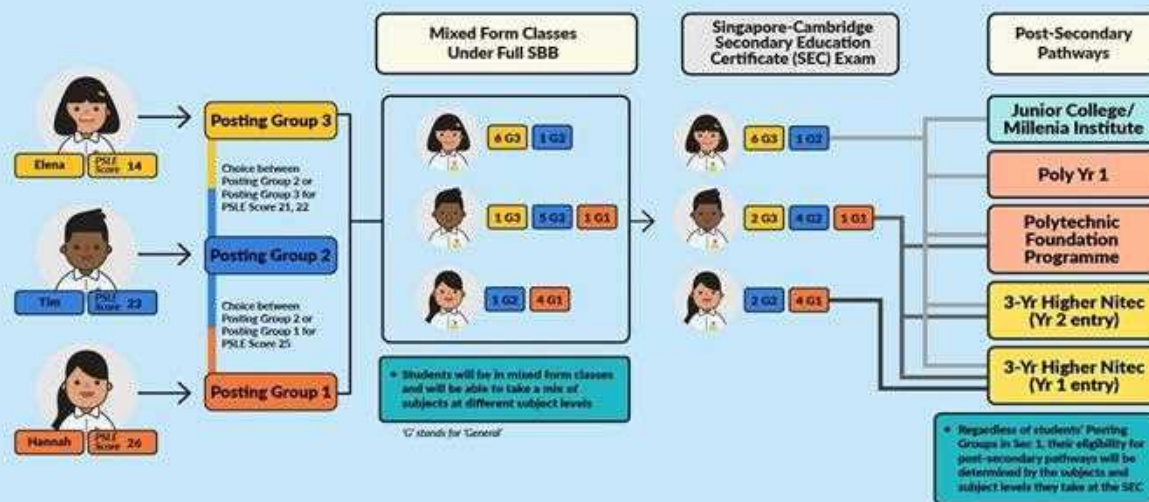 Mixed Form Classes
Under Full SBB
Singapore-Cambridge
Secondary Education
Certificate (SEC) Exam
Post-Secondary
Pathways
Elena
PSLE
Score 14
Posting Group 3
Choice between
Posting Group 2 or
Posting Group 3 for
PSLE Score 21, 22
Tim
PSLE
Score 23
Posting Group 2
Choice between
Posting Group 2 or
Posting Group 1 for
PSLE Score 25
Hannah
PSLE
Score 26
Posting Group 1
6 G3
1 G2
1 G3
5 G2
1 G1
1 G2
4 G1
• Students will be in mixed form classes
and will be able to take a mix of
subjects at different subject levels
'G' stands for 'General'
6 G3
1 G2
2 G3
4 G2
1 G1
2 G2
4 G1
Junior College/
Millenia Institute
Poly Yr 1
Polytechnic
Foundation
Programme
3-Yr Higher Nitec
(Yr 2 entry)
3-Yr Higher Nitec
(Yr 1 entry)
• Regardless of students' Posting
Groups in Sec 1, their eligibility for
post-secondary pathways will be
determined by the subjects and
subject levels they take at the SEC